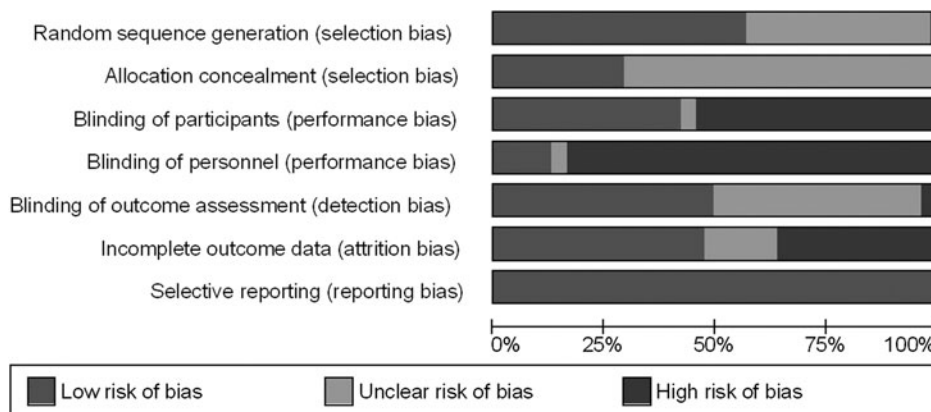 Random sequence generation (selection bias)
Allocation concealment (selection bias)
Blinding of participants (performance bias)
Blinding of personnel (performance bias)
Blinding of outcome assessment (detection bias)
Incomplete outcome data (attrition bias)
Selective reporting (reporting bias)
0% 25% 50% 75% 100%
Low risk of bias Unclear risk of bias High risk of bias